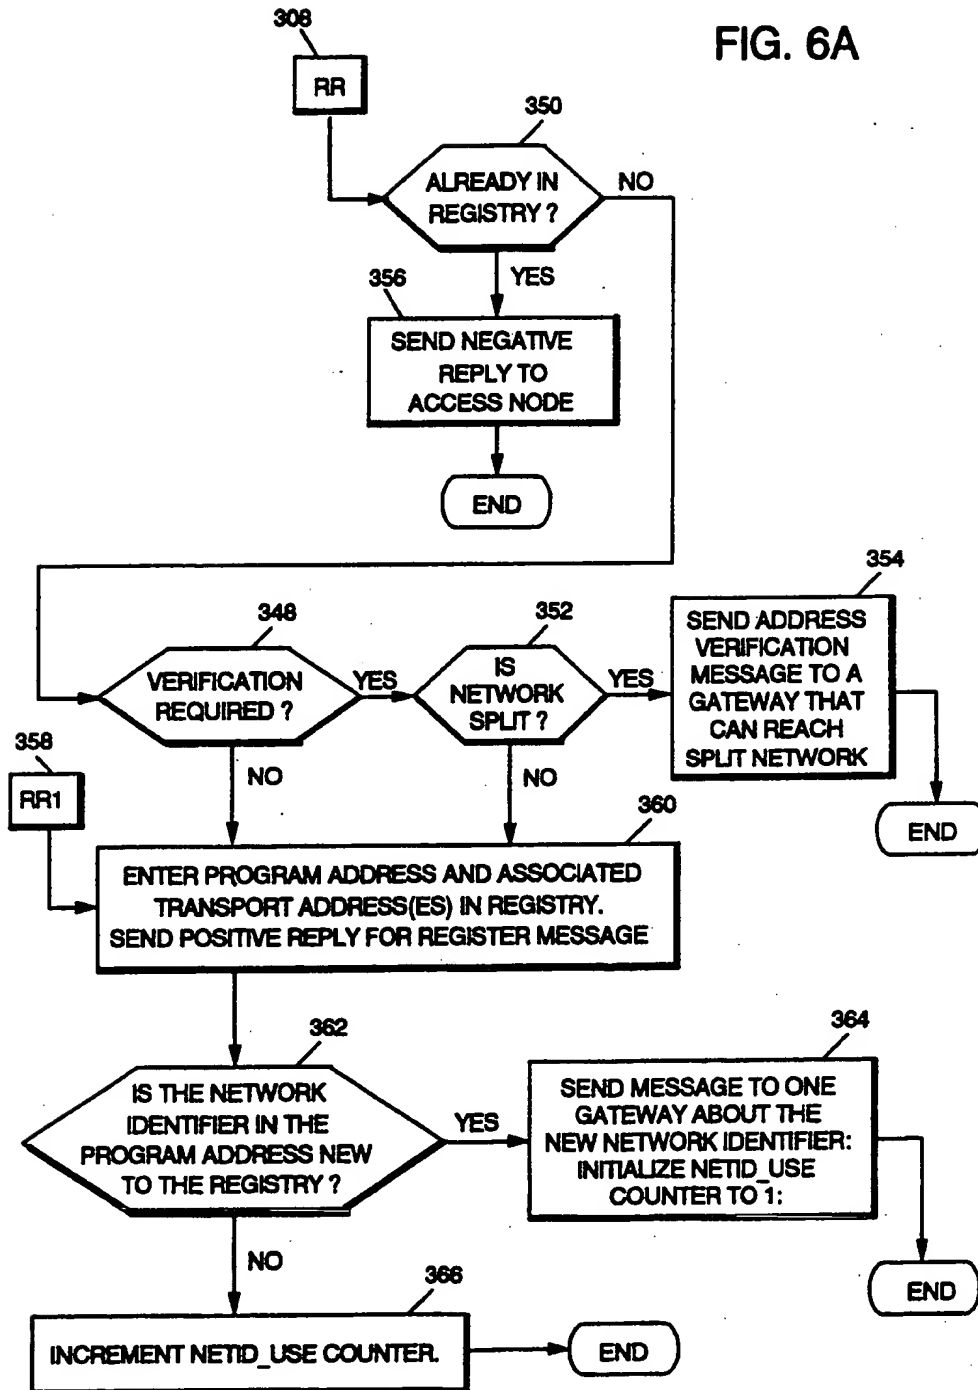 FIG. 6A
308
RR
350
ALREADY IN
REGISTRY ?
NO
YES
356
SEND NEGATIVE
REPLY TO
ACCESS NODE
END
348
VERIFICATION
REQUIRED ?
YES
352
IS
NETWORK
SPLIT ?
YES
354
SEND ADDRESS
VERIFICATION
MESSAGE TO A
GATEWAY THAT
CAN REACH
SPLIT NETWORK
END
NO
NO
358
RR1
360
ENTER PROGRAM ADDRESS AND ASSOCIATED
TRANSPORT ADDRESS(ES) IN REGISTRY.
SEND POSITIVE REPLY FOR REGISTER MESSAGE
362
IS THE NETWORK
IDENTIFIER IN THE
PROGRAM ADDRESS NEW
TO THE REGISTRY ?
YES
364
SEND MESSAGE TO ONE
GATEWAY ABOUT THE
NEW NETWORK IDENTIFIER:
INITIALIZE NETID_USE
COUNTER TO 1:
END
NO
366
INCREMENT NETID_USE COUNTER.
END